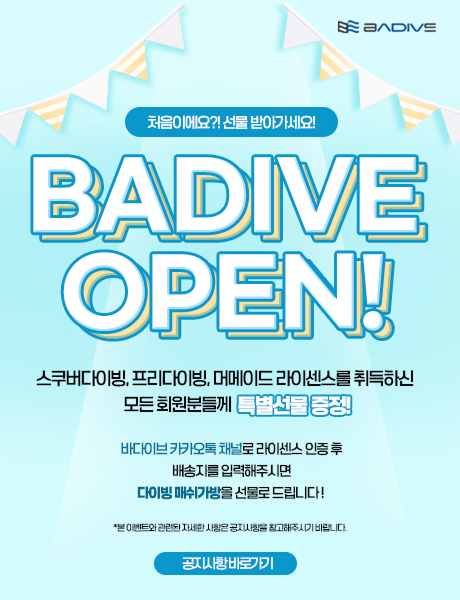 BADIVE
처음이에요?! 선물 받아가세요!
BADIVE
OPEN!
스쿠버다이빙, 프리다이빙, 머메이드 라이센스를 취득하신
모든 회원분들께 특별선물 증정!
바다이브 카카오톡 채널로 라이센스 인증 후
배송지를 입력해주시면
다이빙 매쉬가방을 선물로 드립니다!
*본 이벤트와 관련된 자세한 사항은 공지사항을 참고해주시기 바랍니다.
공지사항 바로가기